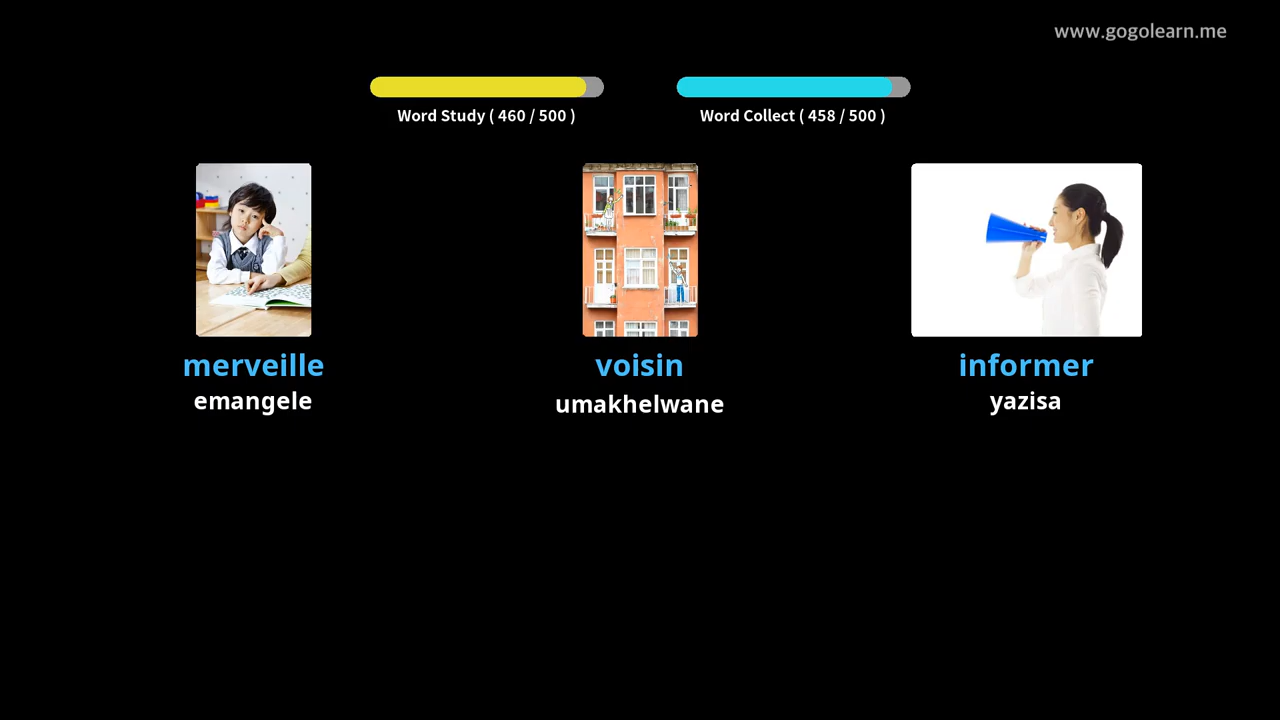 www.gogolearn.me
Word Study ( 460 / 500 )
Word Collect ( 458 / 500 )
merveille
emangele
voisin
umakhelwane
informer
yazisa